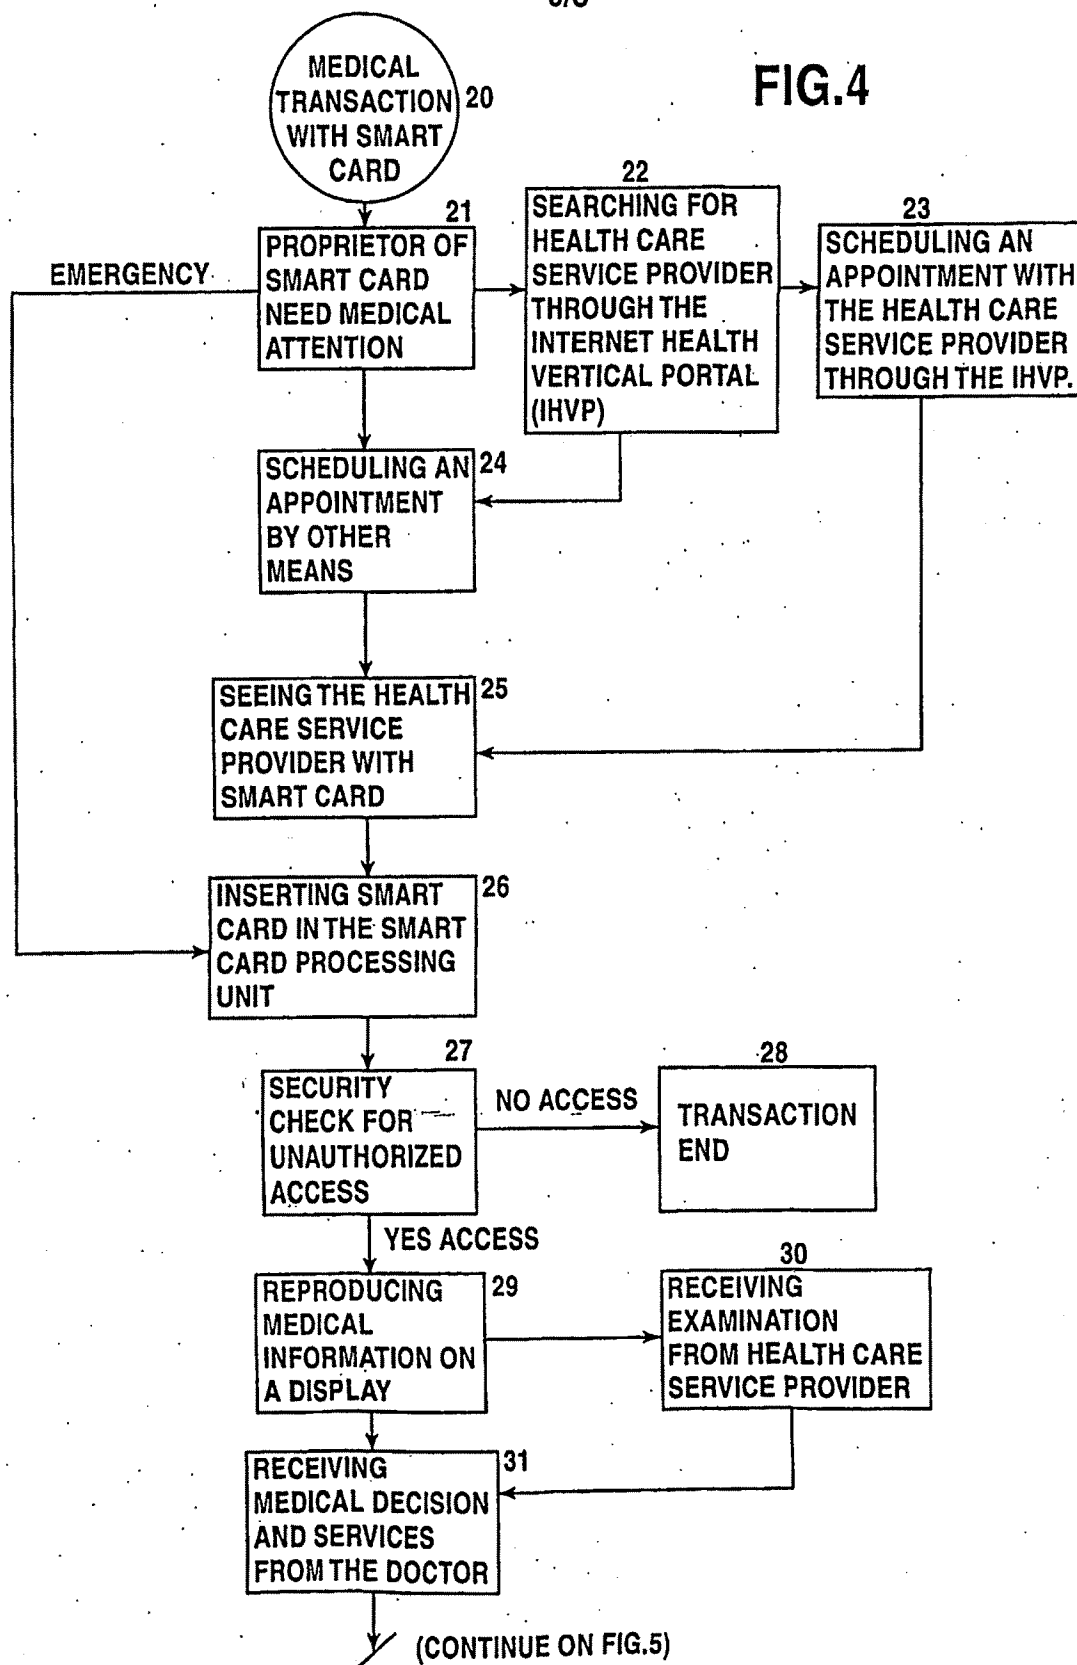 FIG.4
MEDICAL
TRANSACTION
WITH SMART
CARD
20
21
PROPRIETOR OF
SMART CARD
NEED MEDICAL
ATTENTION
EMERGENCY
22
SEARCHING FOR
HEALTH CARE
SERVICE PROVIDER
THROUGH THE
INTERNET HEALTH
VERTICAL PORTAL
(IHVP)
23
SCHEDULING AN
APPOINTMENT WITH
THE HEALTH CARE
SERVICE PROVIDER
THROUGH THE IHVP.
24
SCHEDULING AN
APPOINTMENT
BY OTHER
MEANS
25
SEEING THE HEALTH
CARE SERVICE
PROVIDER WITH
SMART CARD
26
INSERTING SMART
CARD IN THE SMART
CARD PROCESSING
UNIT
27
SECURITY
CHECK FOR
UNAUTHORIZED
ACCESS
NO ACCESS
28
TRANSACTION
END
YES ACCESS
29
REPRODUCING
MEDICAL
INFORMATION ON
A DISPLAY
30
RECEIVING
EXAMINATION
FROM HEALTH CARE
SERVICE PROVIDER
31
RECEIVING
MEDICAL DECISION
AND SERVICES
FROM THE DOCTOR
(CONTINUE ON FIG.5)